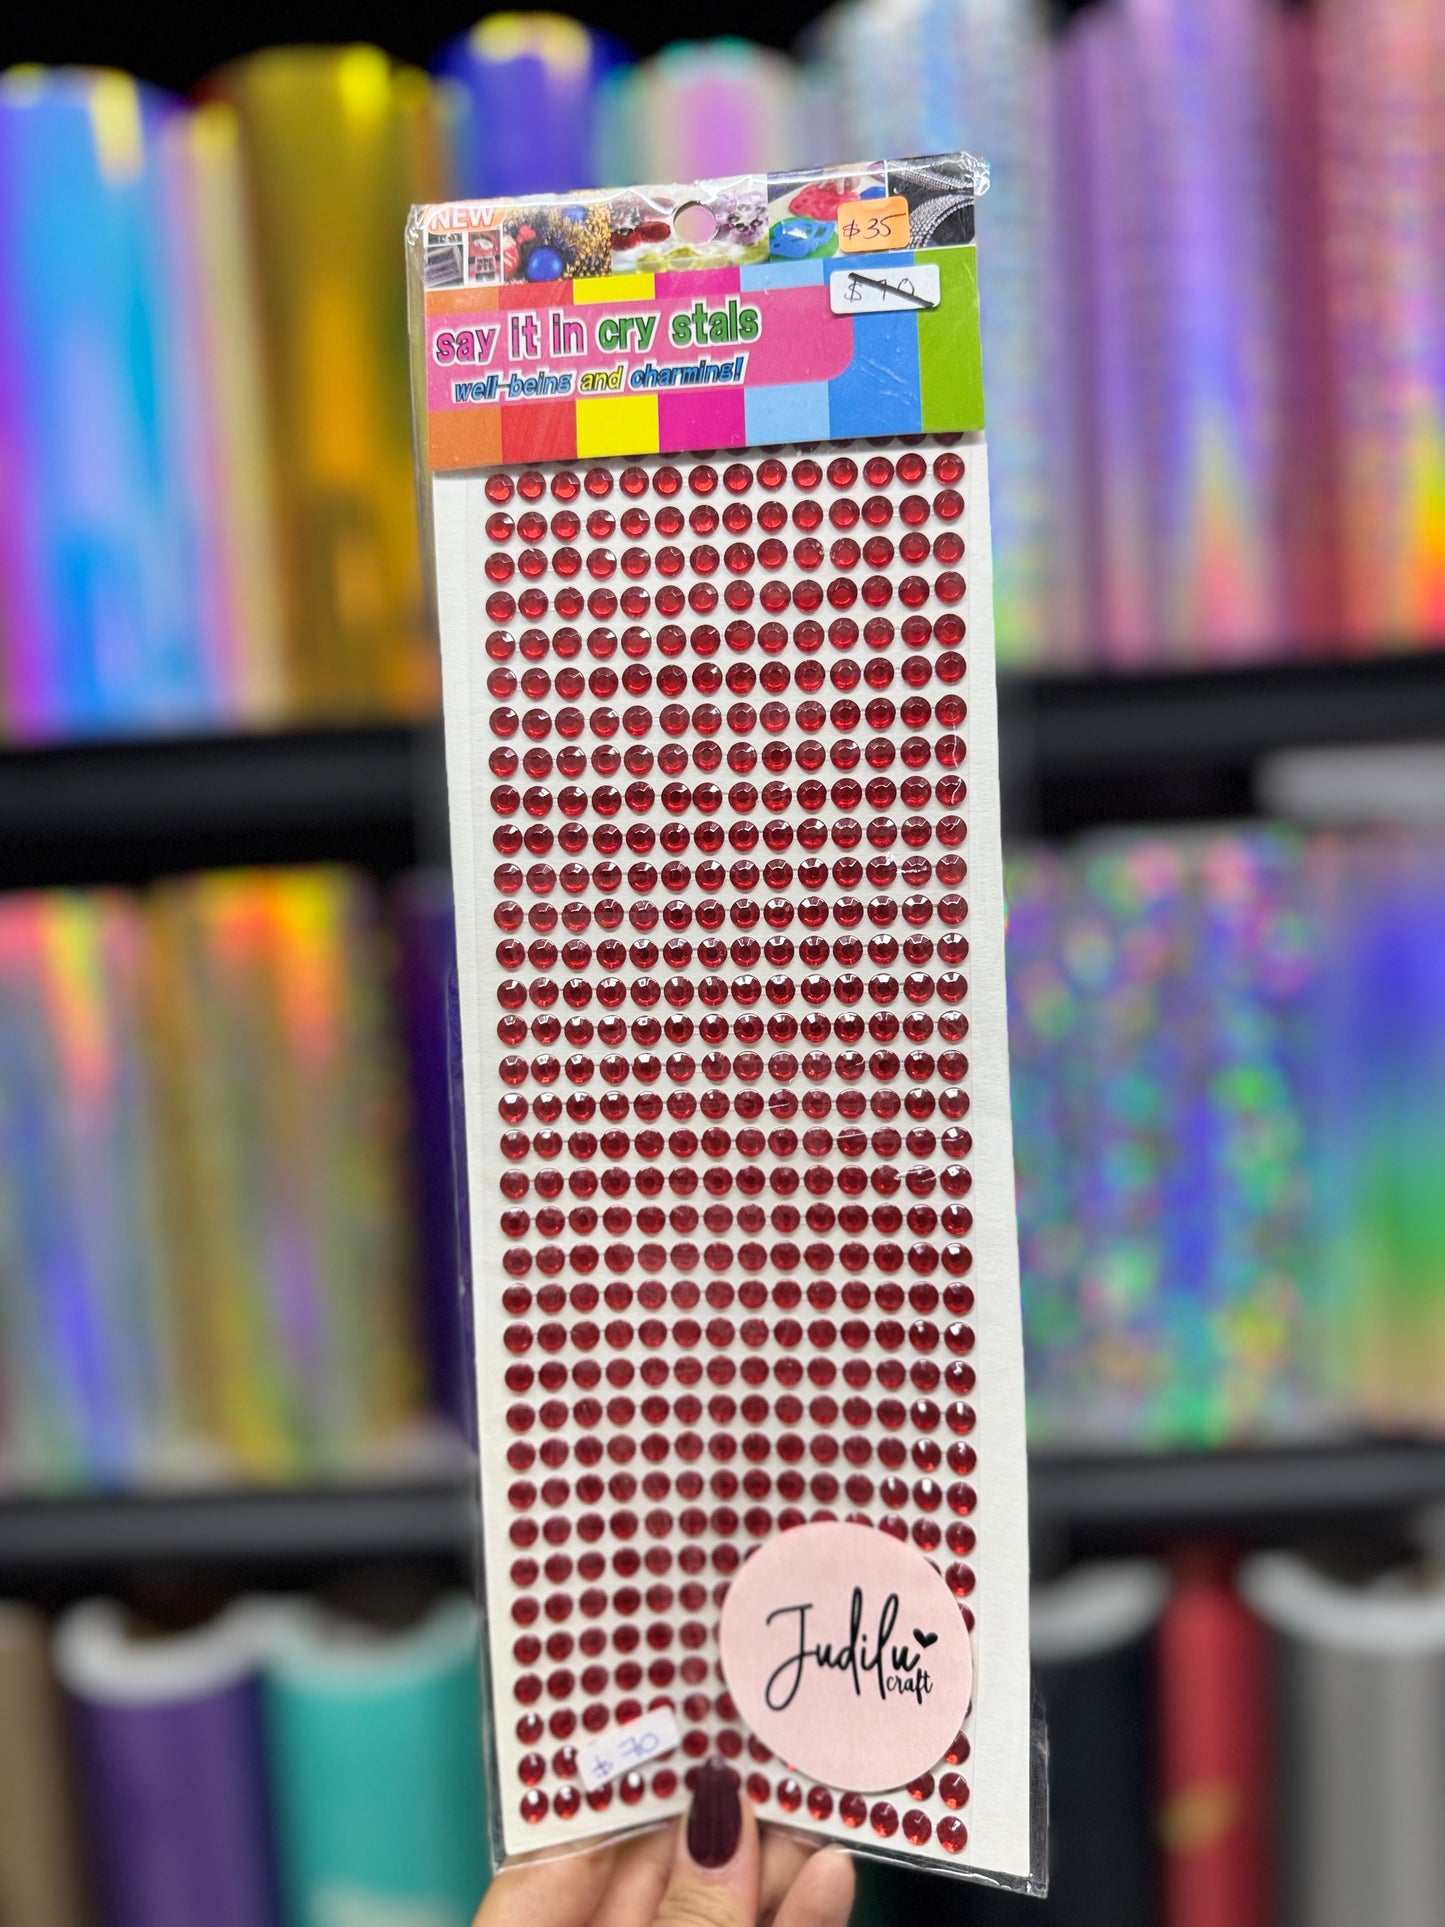 NEW
$35
$70
say it in cry stals
well-being and charming!
Judilu
craft
$70